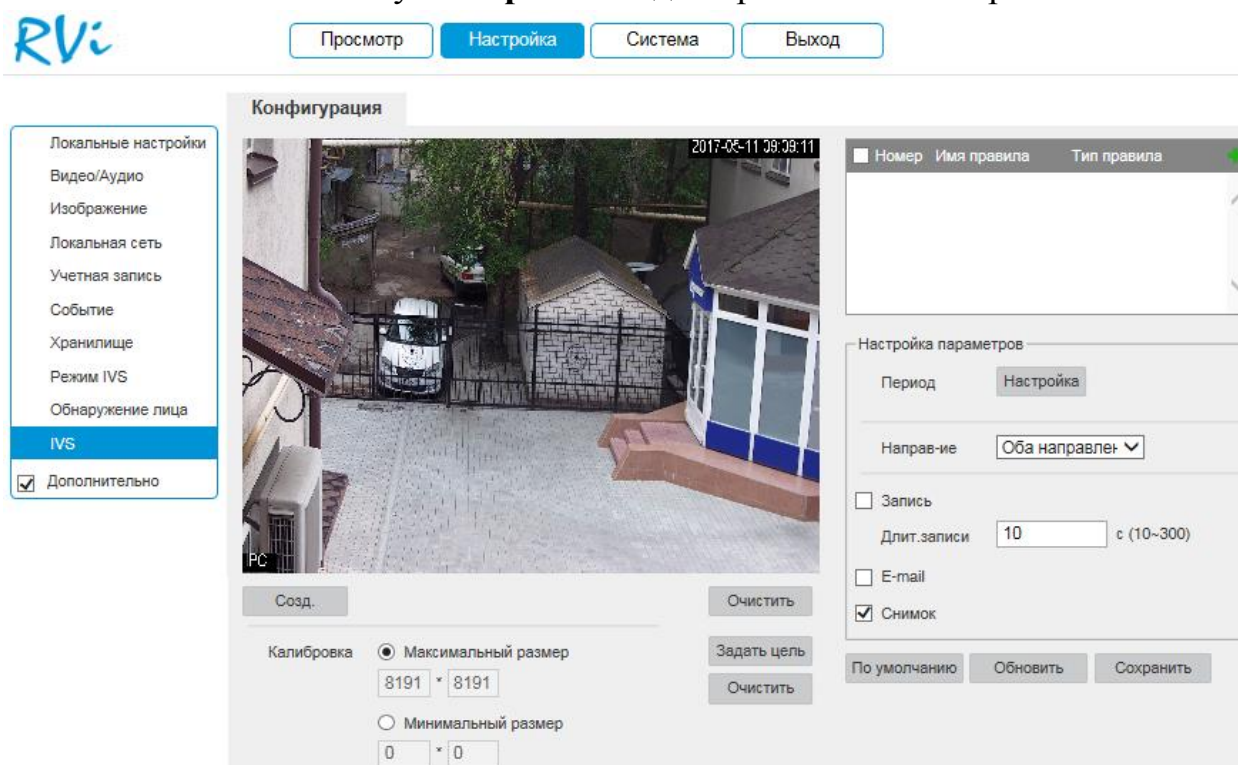 RVi
Просмотр Настройка Система Выход
Конфигурация
Локальные настройки
Видео/Аудио
Изображение
Локальная сеть
Учетная запись
Событие
Хранилище
Режим IVS
Обнаружение лица
IVS
Дополнительно
2017-05-11 09:09:11
IPC
Созд. Очистить
Калибровка Максимальный размер Задать цель
8191 * 8191 Очистить
Минимальный размер
0 * 0
Номер Имя правила Тип правила
Настройка параметров
Период Настройка
Направ-ие Оба направлен
Запись
Длит.записи 10 с (10~300)
E-mail
Снимок
По умолчанию Обновить Сохранить